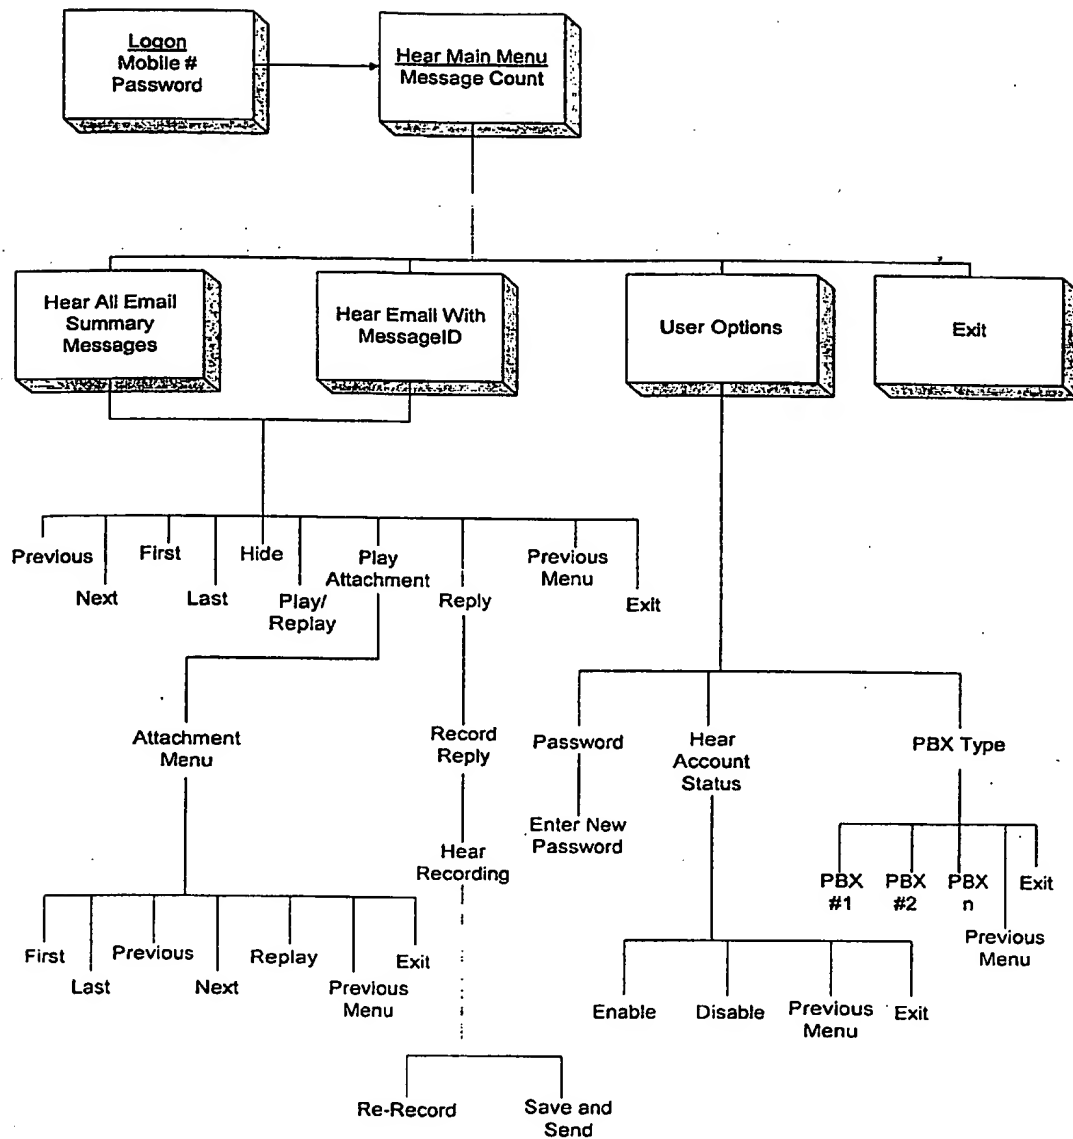 Logon
Mobile #
Password
Hear Main Menu
Message Count
Hear All Email
Summary
Messages
Hear Email With
MessageID
User Options
Exit
Previous
Next
First
Last
Hide
Play/
Replay
Play
Attachment
Reply
Previous
Menu
Exit
Attachment
Menu
Record
Reply
Password
Hear
Account
Status
PBX Type
Enter New
Password
Hear
Recording
PBX
#1
PBX
#2
PBX
n
Previous
Menu
Exit
First
Last
Previous
Next
Replay
Previous
Menu
Exit
Enable
Disable
Previous
Menu
Exit
Re-Record
Save and
Send